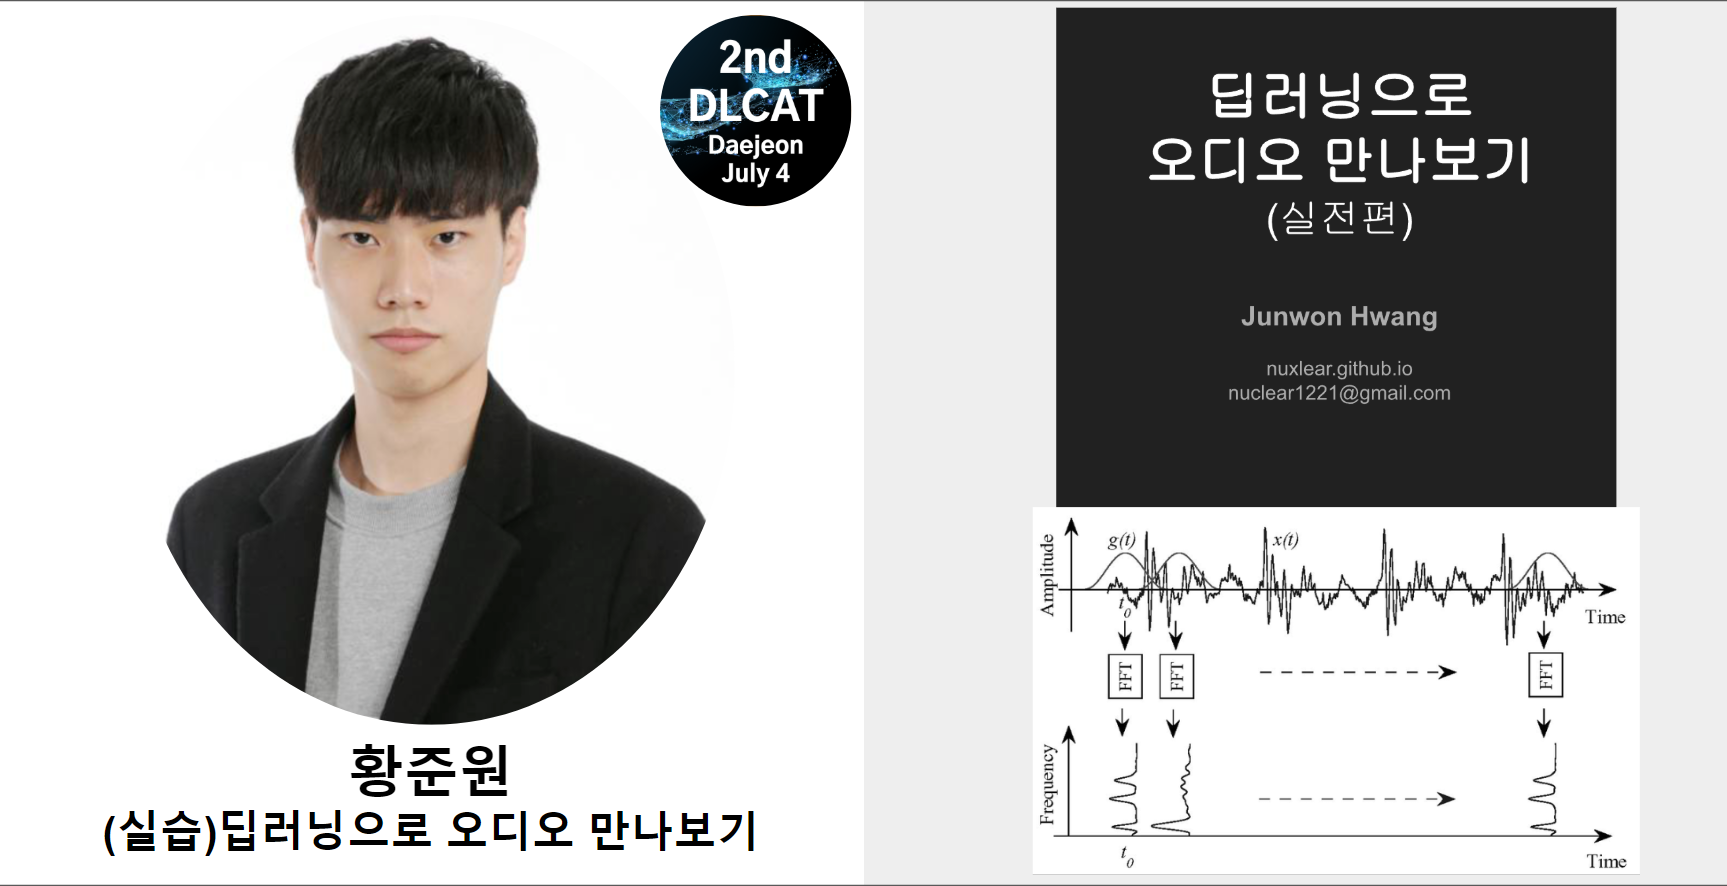 2nd
DLCAT
Daejeon
July 4
황준원
(실습)딥러닝으로 오디오 만나보기
딥러닝으로
오디오 만나보기
(실전편)
Junwon Hwang
nuxlear.github.io
nuclear1221@gmail.com
Amplitude
g(t)
x(t)
t0
Time
FFT
FFT
FFT
Frequency
t0
Time